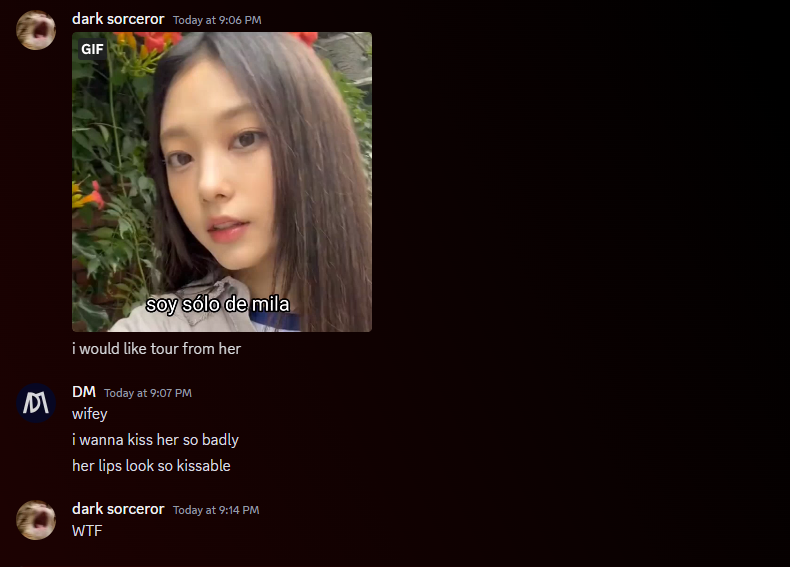 dark sorceror Today at 9:06 PM
GIF
soy sólo de mila
i would like tour from her
DM Today at 9:07 PM
wifey
i wanna kiss her so badly
her lips look so kissable
dark sorceror Today at 9:14 PM
WTF